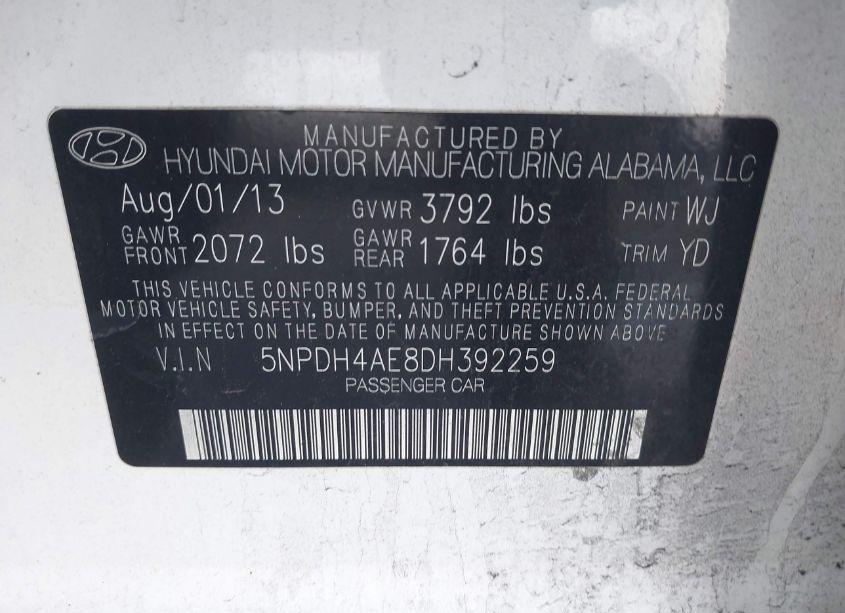 MANUFACTURED BY
HYUNDAI MOTOR MANUFACTURING ALABAMA, LLC
Aug/01/13 GVWR 3792 lbs PAINT WJ
GAWR FRONT 2072 lbs GAWR REAR 1764 lbs TRIM YD
THIS VEHICLE CONFORMS TO ALL APPLICABLE U.S.A. FEDERAL
MOTOR VEHICLE SAFETY, BUMPER, AND THEFT PREVENTION STANDARDS
IN EFFECT ON THE DATE OF MANUFACTURE SHOWN ABOVE
V.I.N 5NPDH4AE8DH392259
PASSENGER CAR